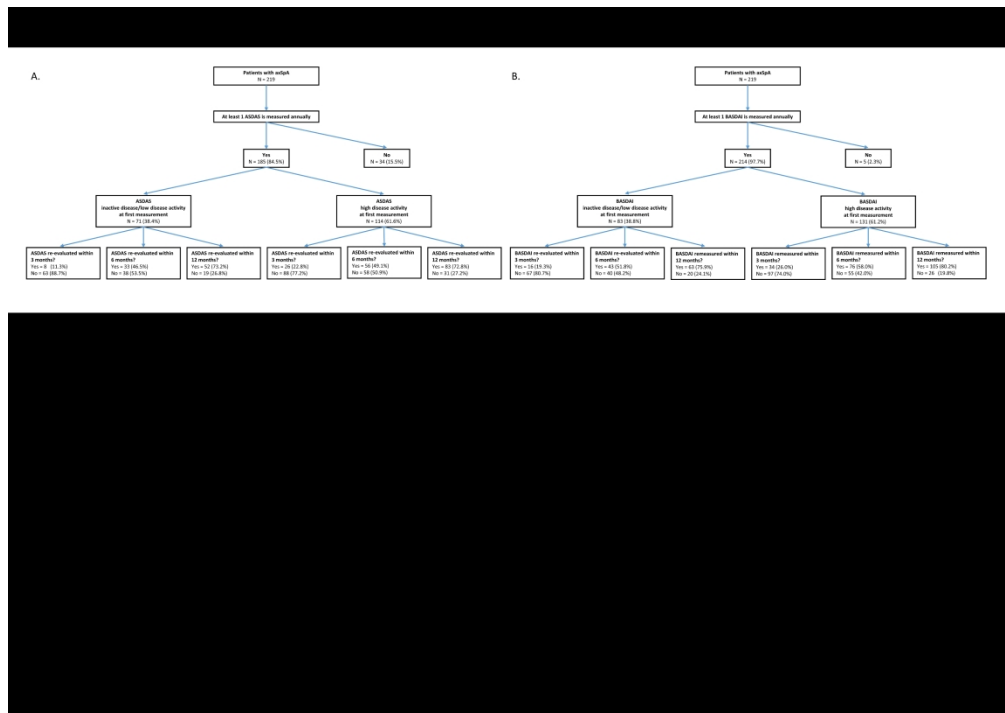 A.
Patients with axSpA
N = 219
At least 1 ASDAS is measured annually
Yes
N = 185 (84.5%)
No
N = 34 (15.5%)
ASDAS
inactive disease/low disease activity
at first measurement
N = 71 (38.4%)
ASDAS
high disease activity
at first measurement
N = 114 (61.6%)
ASDAS re-evaluated within
3 months?
Yes = 8 (11.3%)
No = 63 (88.7%)
ASDAS re-evaluated within
6 months?
Yes = 33 (46.5%)
No = 38 (53.5%)
ASDAS re-evaluated within
12 months?
Yes = 52 (73.2%)
No = 19 (26.8%)
ASDAS re-evaluated within
3 months?
Yes = 26 (22.8%)
No = 88 (77.2%)
ASDAS re-evaluated within
6 months?
Yes = 56 (49.1%)
No = 58 (50.9%)
ASDAS re-evaluated within
12 months?
Yes = 83 (72.8%)
No = 31 (27.2%)
B.
Patients with axSpA
N = 219
At least 1 BASDAI is measured annually
Yes
N = 214 (97.7%)
No
N = 5 (2.3%)
BASDAI
inactive disease/low disease activity
at first measurement
N = 83 (38.8%)
BASDAI
high disease activity
at first measurement
N = 131 (61.2%)
BASDAI re-evaluated within
3 months?
Yes = 16 (19.3%)
No = 67 (80.7%)
BASDAI re-evaluated within
6 months?
Yes = 43 (51.8%)
No = 40 (48.2%)
BASDAI remeasured within
12 months?
Yes = 63 (75.9%)
No = 20 (24.1%)
BASDAI remeasured within
3 months?
Yes = 34 (26.0%)
No = 97 (74.0%)
BASDAI remeasured within
6 months?
Yes = 76 (58.0%)
No = 55 (42.0%)
BASDAI remeasured within
12 months?
Yes = 105 (80.2%)
No = 26 (19.8%)